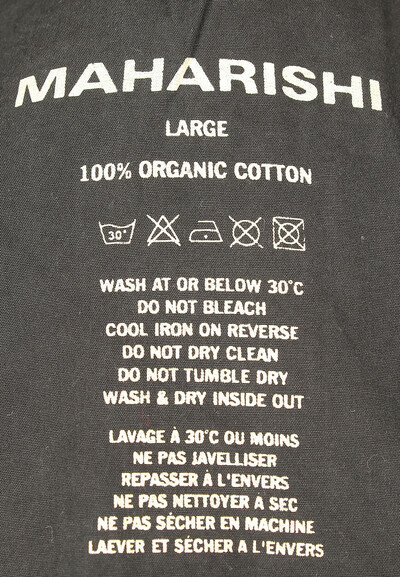 MAHARISHI
LARGE
100% ORGANIC COTTON
30°
WASH AT OR BELOW 30°C
DO NOT BLEACH
COOL IRON ON REVERSE
DO NOT DRY CLEAN
DO NOT TUMBLE DRY
WASH & DRY INSIDE OUT
LAVAGE À 30°C OU MOINS
NE PAS JAVELLISER
REPASSER À L'ENVERS
NE PAS NETTOYER À SEC
NE PAS SÉCHER EN MACHINE
LAEVER ET SÉCHER A L'ENVERS